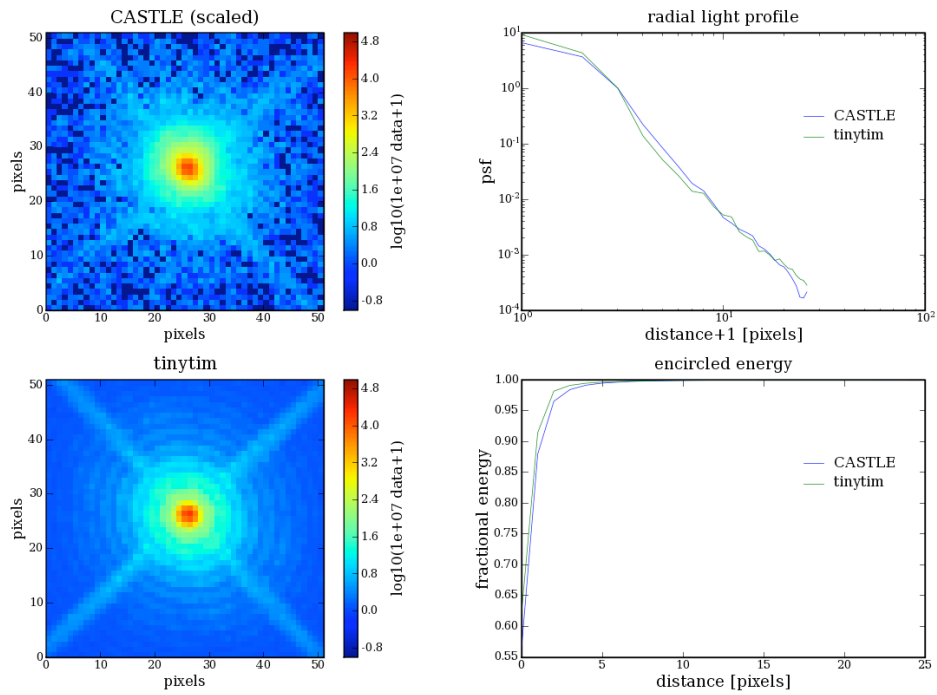 CASTLE (scaled)
50
40
30
20
10
0
pixels
0 10 20 30 40 50
pixels
4.8
4.0
3.2
2.4
1.6
0.8
0.0
-0.8
log10(1e+07 data+1)
radial light profile
10^1
10^0
10^-1
10^-2
10^-3
10^-4
psf
CASTLE
tinytim
10^0 10^1 10^2
distance+1 [pixels]
tinytim
50
40
30
20
10
0
pixels
0 10 20 30 40 50
pixels
4.8
4.0
3.2
2.4
1.6
0.8
0.0
-0.8
log10(1e+07 data+1)
encircled energy
1.00
0.95
0.90
0.85
0.80
0.75
0.70
0.65
0.60
0.55
fractional energy
CASTLE
tinytim
0 5 10 15 20 25
distance [pixels]